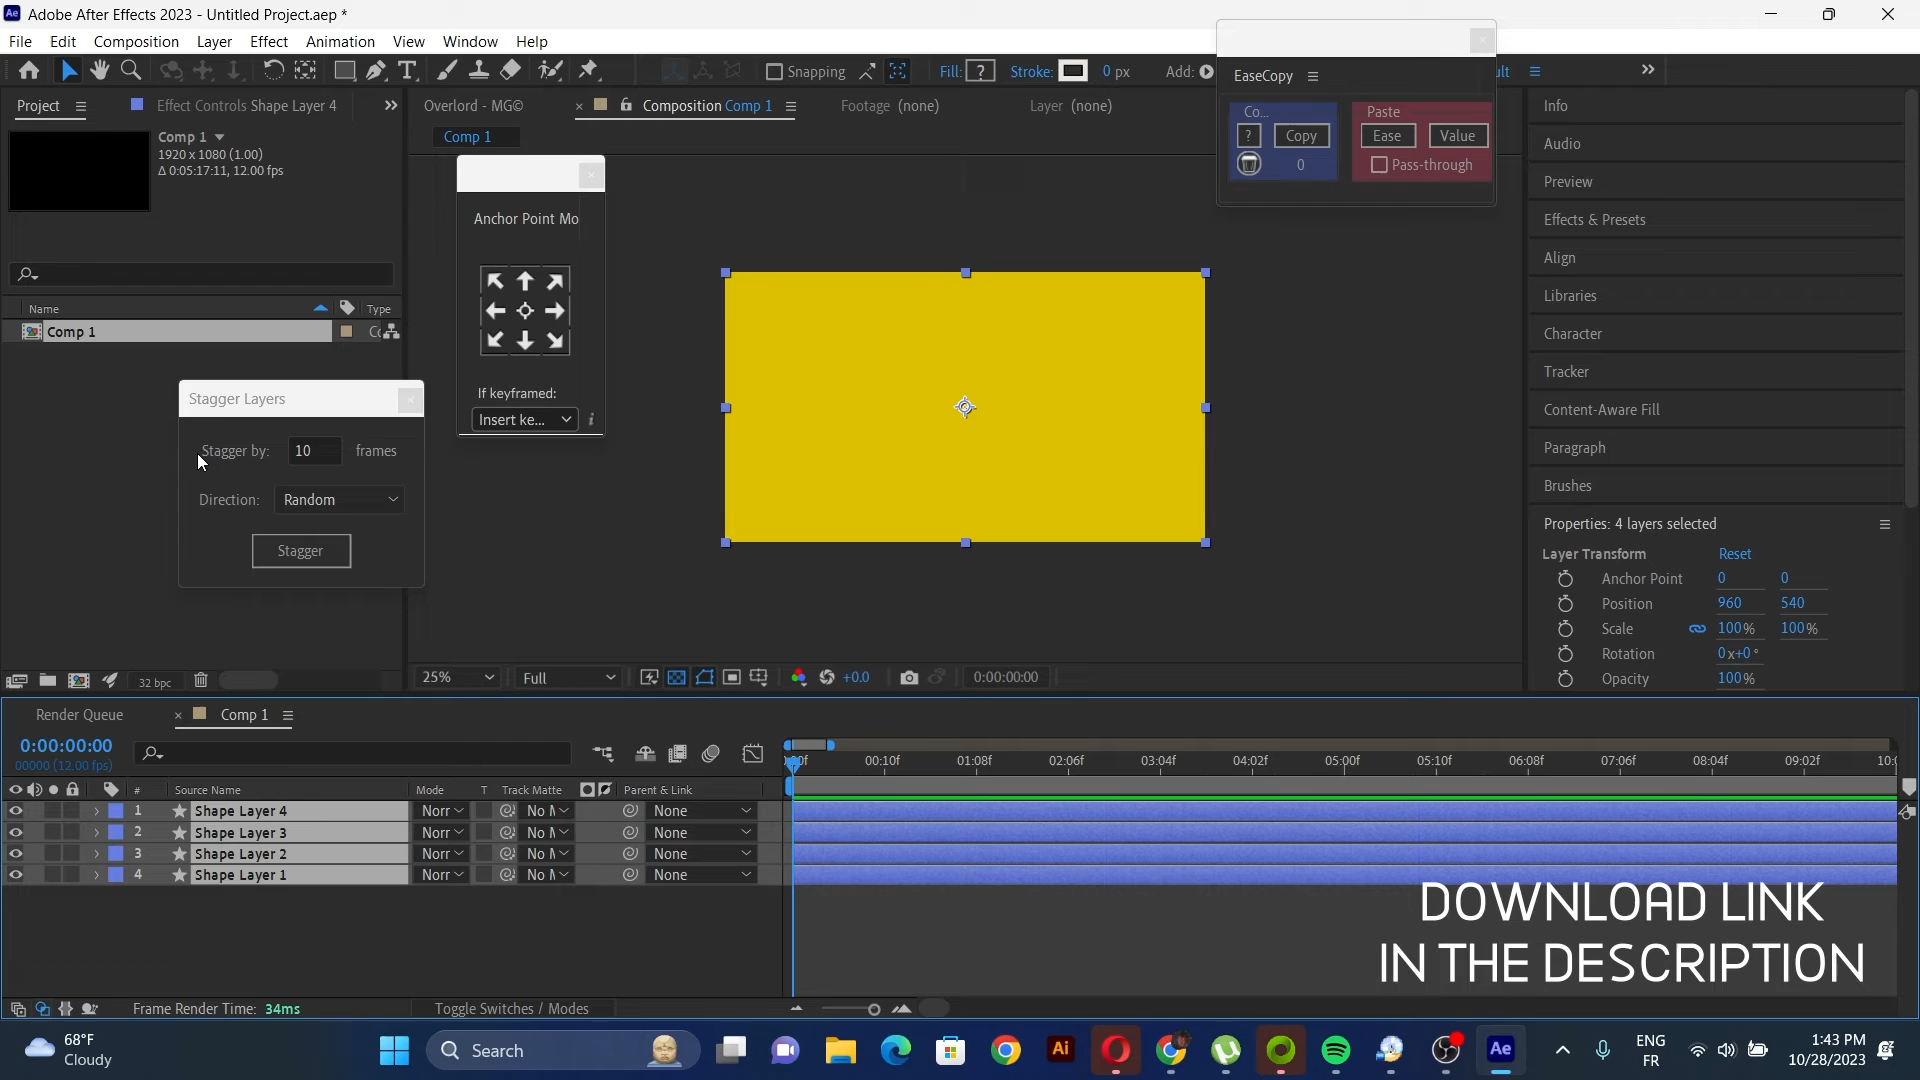 Adobe After Effects 2023 - Untitled Project.aep *
File Edit Composition Layer Effect Animation View Window Help
Snapping Fill: ? Stroke: 0 px Add:
EaseCopy
Co... Paste
? Copy Ease Value
0 Pass-through
Project Effect Controls Shape Layer 4 Overlord - MG© Composition Comp 1 Footage (none) Layer (none)
Comp 1
Comp 1
1920 x 1080 (1.00)
Δ 0:05:17:11, 12.00 fps
Name Type
Comp 1
Anchor Point Mo
If keyframed:
Insert ke...
Stagger Layers
Stagger by: 10 frames
Direction: Random
Stagger
Info
Audio
Preview
Effects & Presets
Align
Libraries
Character
Tracker
Content-Aware Fill
Paragraph
Brushes
Properties: 4 layers selected
Layer Transform Reset
Anchor Point 0 0
Position 960 540
Scale 100% 100%
Rotation 0x+0°
Opacity 100%
32 bpc 25% Full +0.0 0:00:00:00
Render Queue Comp 1
0:00:00:00
00000 (12.00 fps)
00:10f 01:08f 02:06f 03:04f 04:02f 05:00f 05:10f 06:08f 07:06f 08:04f 09:02f
# Source Name Mode T Track Matte Parent & Link
1 Shape Layer 4 Norr No None
2 Shape Layer 3 Norr No None
3 Shape Layer 2 Norr No None
4 Shape Layer 1 Norr No None
DOWNLOAD LINK
IN THE DESCRIPTION
Frame Render Time: 34ms Toggle Switches / Modes
68°F
Cloudy
Search
Ai Ae
ENG
FR
1:43 PM
10/28/2023